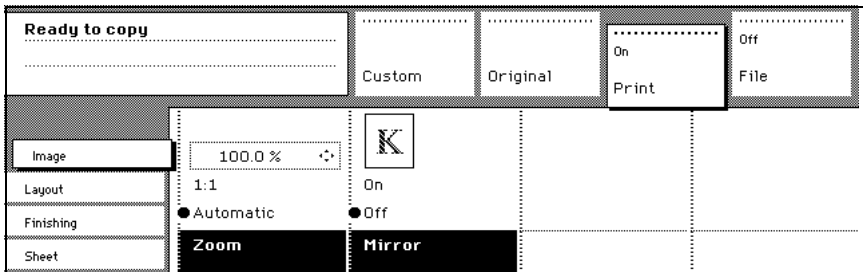 Ready to copy
Custom
Original
On
Print
Off
File
Image
Layout
Finishing
Sheet
100.0 %
1:1
Automatic
Zoom
K
On
Off
Mirror